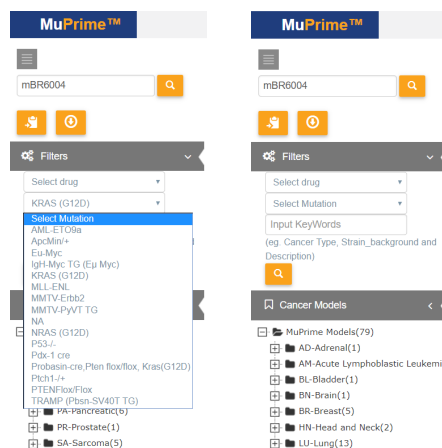 MuPrime™
mBR6004
Filters
Select drug
KRAS (G12D)
Select Mutation
AML-ETO9a
ApcMin/+
Eu-Myc
IgH-Myc TG (Eμ Myc)
KRAS (G12D)
MLL-ENL
MMTV-Erbb2
MMTV-PyVT TG
NA
NRAS (G12D)
P53-/-
Pdx-1 cre
Probasin-cre,Pten flox/flox, Kras(G12D)
Ptch1-/+
PTENFlox/Flox
TRAMP (Pbsn-SV40T TG)
PA-Pancreatic(6)
PR-Prostate(1)
SA-Sarcoma(5)
MuPrime™
mBR6004
Filters
Select drug
Select Mutation
Input KeyWords
(eg. Cancer Type, Strain_background and
Description)
Cancer Models
MuPrime Models(79)
AD-Adrenal(1)
AM-Acute Lymphoblastic Leukemi
BL-Bladder(1)
BN-Brain(1)
BR-Breast(5)
HN-Head and Neck(2)
LU-Lung(13)